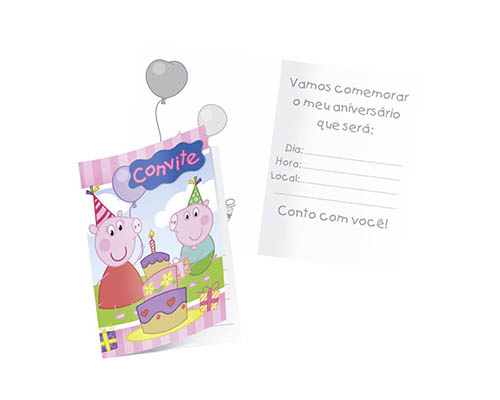 Convite
Vamos comemorar
o meu aniversário
que será:
Dia:
Hora:
Local:
Conto com você!